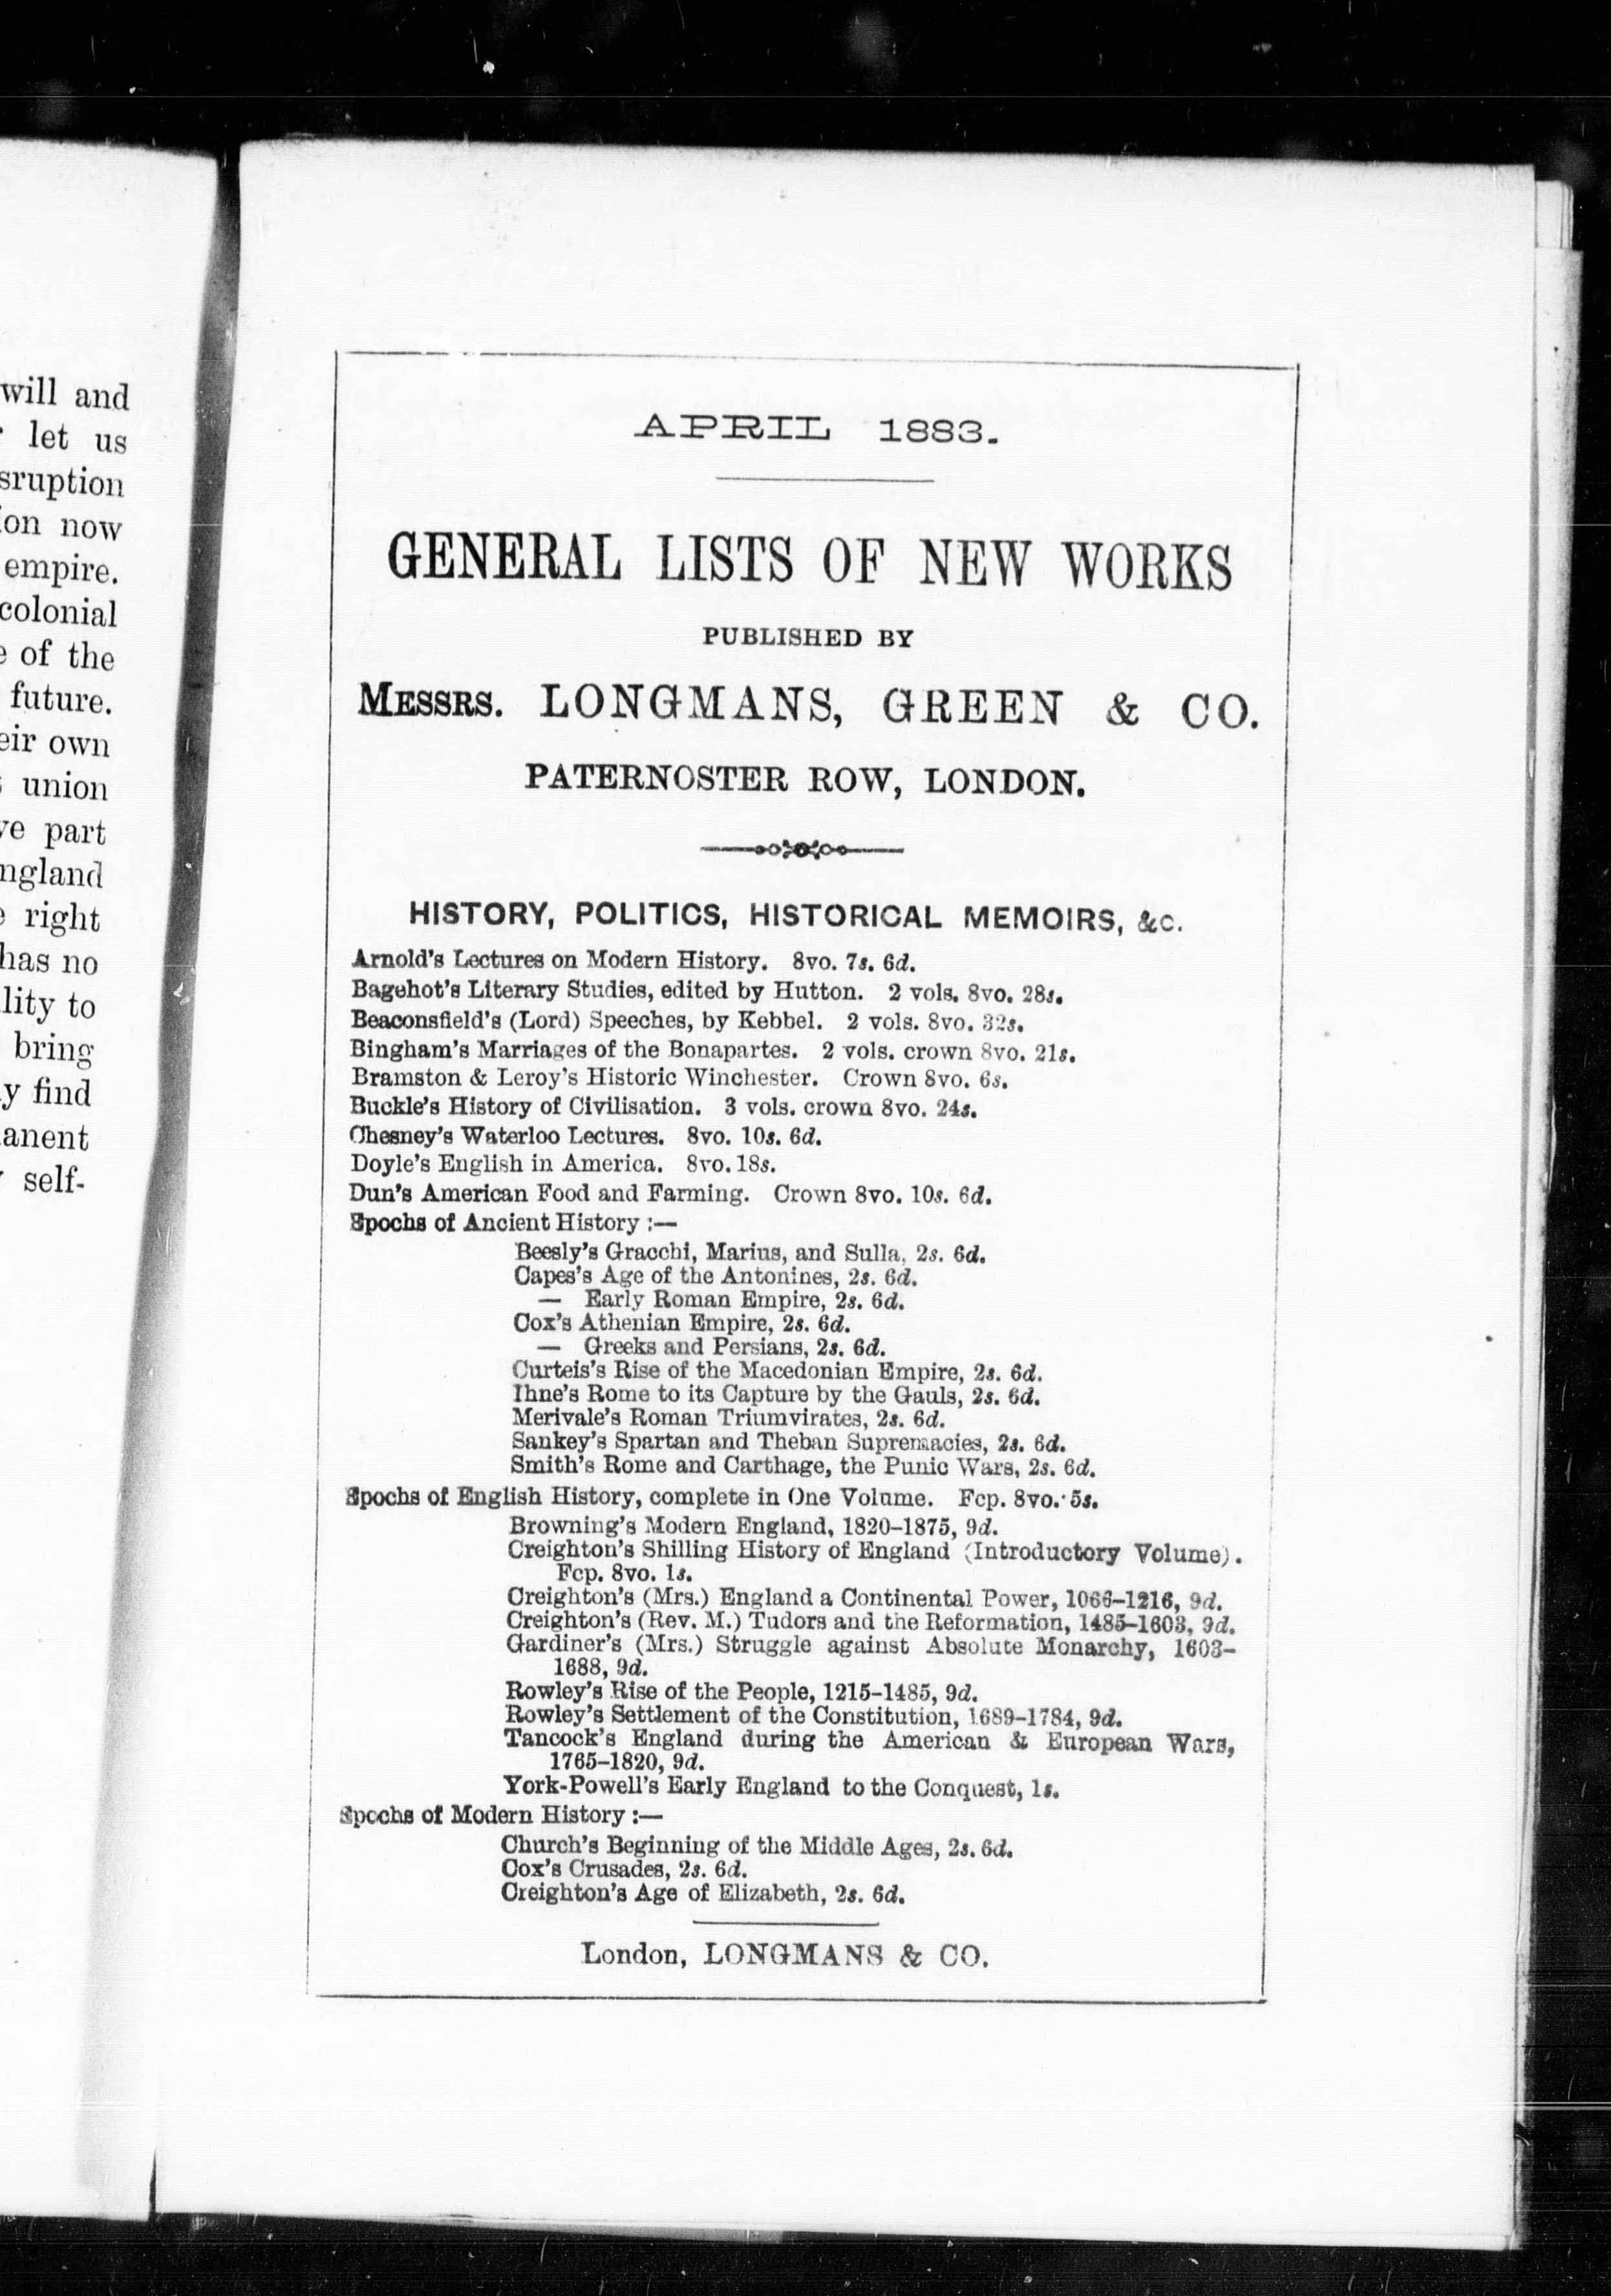 will and
let us
sruption
on now
empire.
colonial
of the
future.
eir own
union
ve part
ngland
right
has no
lity to
bring
y find
anent
self-
APRIL 1883.
GENERAL LISTS OF NEW WORKS
PUBLISHED BY
MESSRS. LONGMANS, GREEN & CO.
PATERNOSTER ROW, LONDON.
HISTORY, POLITICS, HISTORICAL MEMOIRS, &c.
Arnold's Lectures on Modern History. 8vo. 7s. 6d.
Bagehot's Literary Studies, edited by Hutton. 2 vols. 8vo. 28s.
Beaconsfield's (Lord) Speeches, by Kebbel. 2 vols. 8vo. 32s.
Bingham's Marriages of the Bonapartes. 2 vols. crown 8vo. 21s.
Bramston & Leroy's Historic Winchester. Crown 8vo. 6s.
Buckle's History of Civilisation. 3 vols. crown 8vo. 24s.
Chesney's Waterloo Lectures. 8vo. 10s. 6d.
Doyle's English in America. 8vo. 18s.
Dun's American Food and Farming. Crown 8vo. 10s. 6d.
Epochs of Ancient History :—
Beesly's Gracchi, Marius, and Sulla, 2s. 6d.
Capes's Age of the Antonines, 2s. 6d.
— Early Roman Empire, 2s. 6d.
Cox's Athenian Empire, 2s. 6d.
— Greeks and Persians, 2s. 6d.
Curteis's Rise of the Macedonian Empire, 2s. 6d.
Ihne's Rome to its Capture by the Gauls, 2s. 6d.
Merivale's Roman Triumvirates, 2s. 6d.
Sankey's Spartan and Theban Supremacies, 2s. 6d.
Smith's Rome and Carthage, the Punic Wars, 2s. 6d.
Epochs of English History, complete in One Volume. Fcp. 8vo. 5s.
Browning's Modern England, 1820–1875, 9d.
Creighton's Shilling History of England (Introductory Volume).
Fcp. 8vo. 1s.
Creighton's (Mrs.) England a Continental Power, 1066–1216, 9d.
Creighton's (Rev. M.) Tudors and the Reformation, 1485–1603, 9d.
Gardiner's (Mrs.) Struggle against Absolute Monarchy, 1603–
1688, 9d.
Rowley's Rise of the People, 1215–1485, 9d.
Rowley's Settlement of the Constitution, 1689–1784, 9d.
Tancock's England during the American & European Wars,
1765–1820, 9d.
York-Powell's Early England to the Conquest, 1s.
Epochs of Modern History :—
Church's Beginning of the Middle Ages, 2s. 6d.
Cox's Crusades, 2s. 6d.
Creighton's Age of Elizabeth, 2s. 6d.
London, LONGMANS & CO.